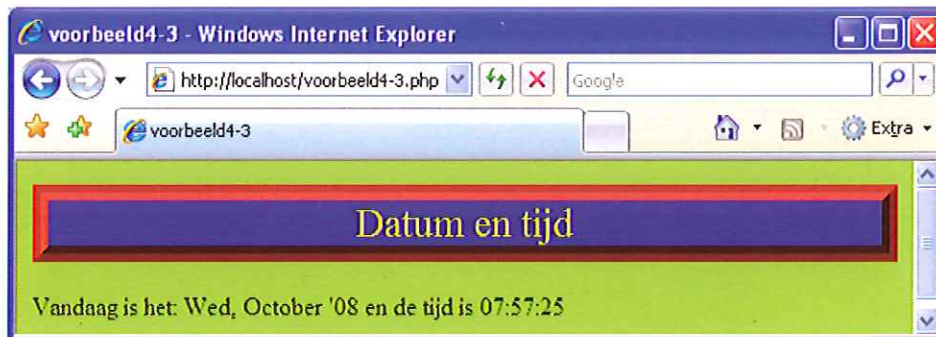 voorbeeld4-3 - Windows Internet Explorer
http://localhost/voorbeeld4-3.php
Google
voorbeeld4-3
Extra
Datum en tijd
Vandaag is het: Wed, October '08 en de tijd is 07:57:25